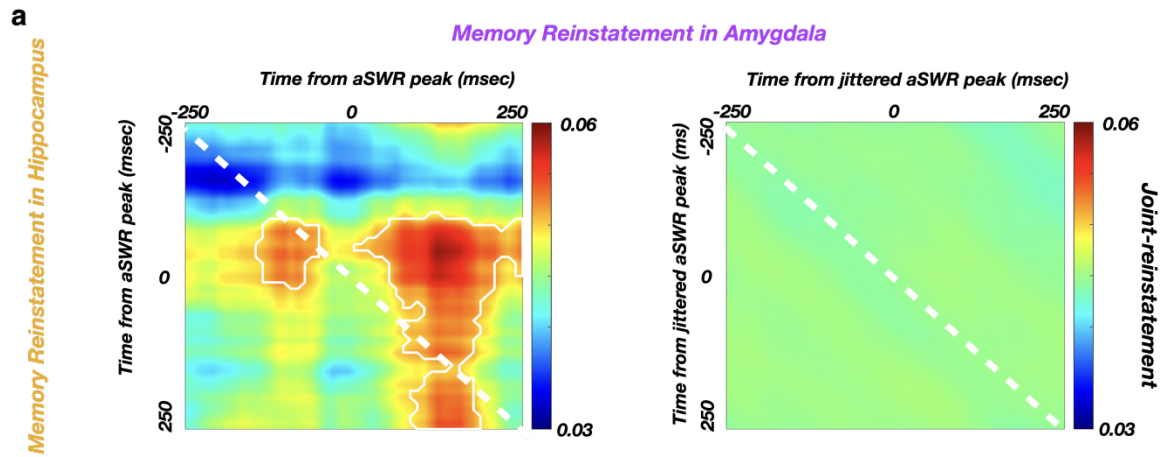 a
Memory Reinstatement in Amygdala
Memory Reinstatement in Hippocampus
Time from aSWR peak (msec)
-250 0 250
Time from aSWR peak (msec)
-250
0
250
0.06
0.03
Time from jittered aSWR peak (msec)
-250 0 250
Time from jittered aSWR peak (ms)
-250
0
250
0.06
0.03
Joint-reinstatement